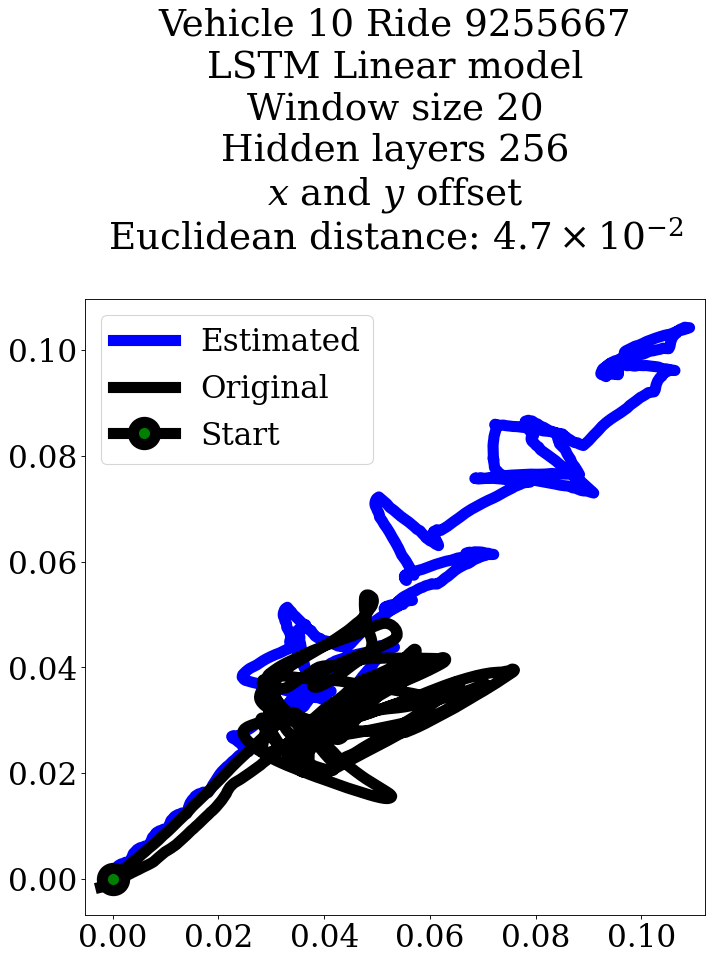 Vehicle 10 Ride 9255667
LSTM Linear model
Window size 20
Hidden layers 256
x and y offset
Euclidean distance: 4.7 × 10⁻²
Estimated
Original
Start
0.10
0.08
0.06
0.04
0.02
0.00
0.00 0.02 0.04 0.06 0.08 0.10